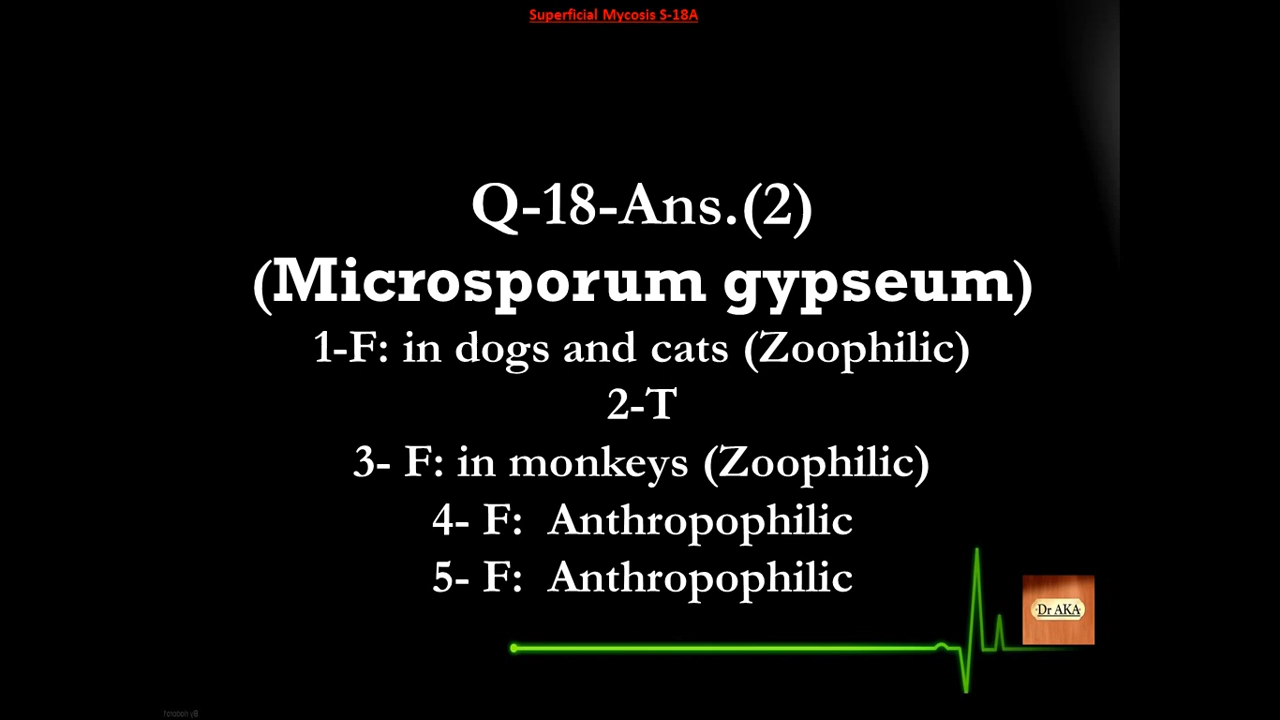 Superficial Mycosis S-18A
Q-18-Ans.(2)
(Microsporum gypseum)
1-F: in dogs and cats (Zoophilic)
2-T
3- F: in monkeys (Zoophilic)
4- F:  Anthropophilic
5- F:  Anthropophilic
Dr AKA